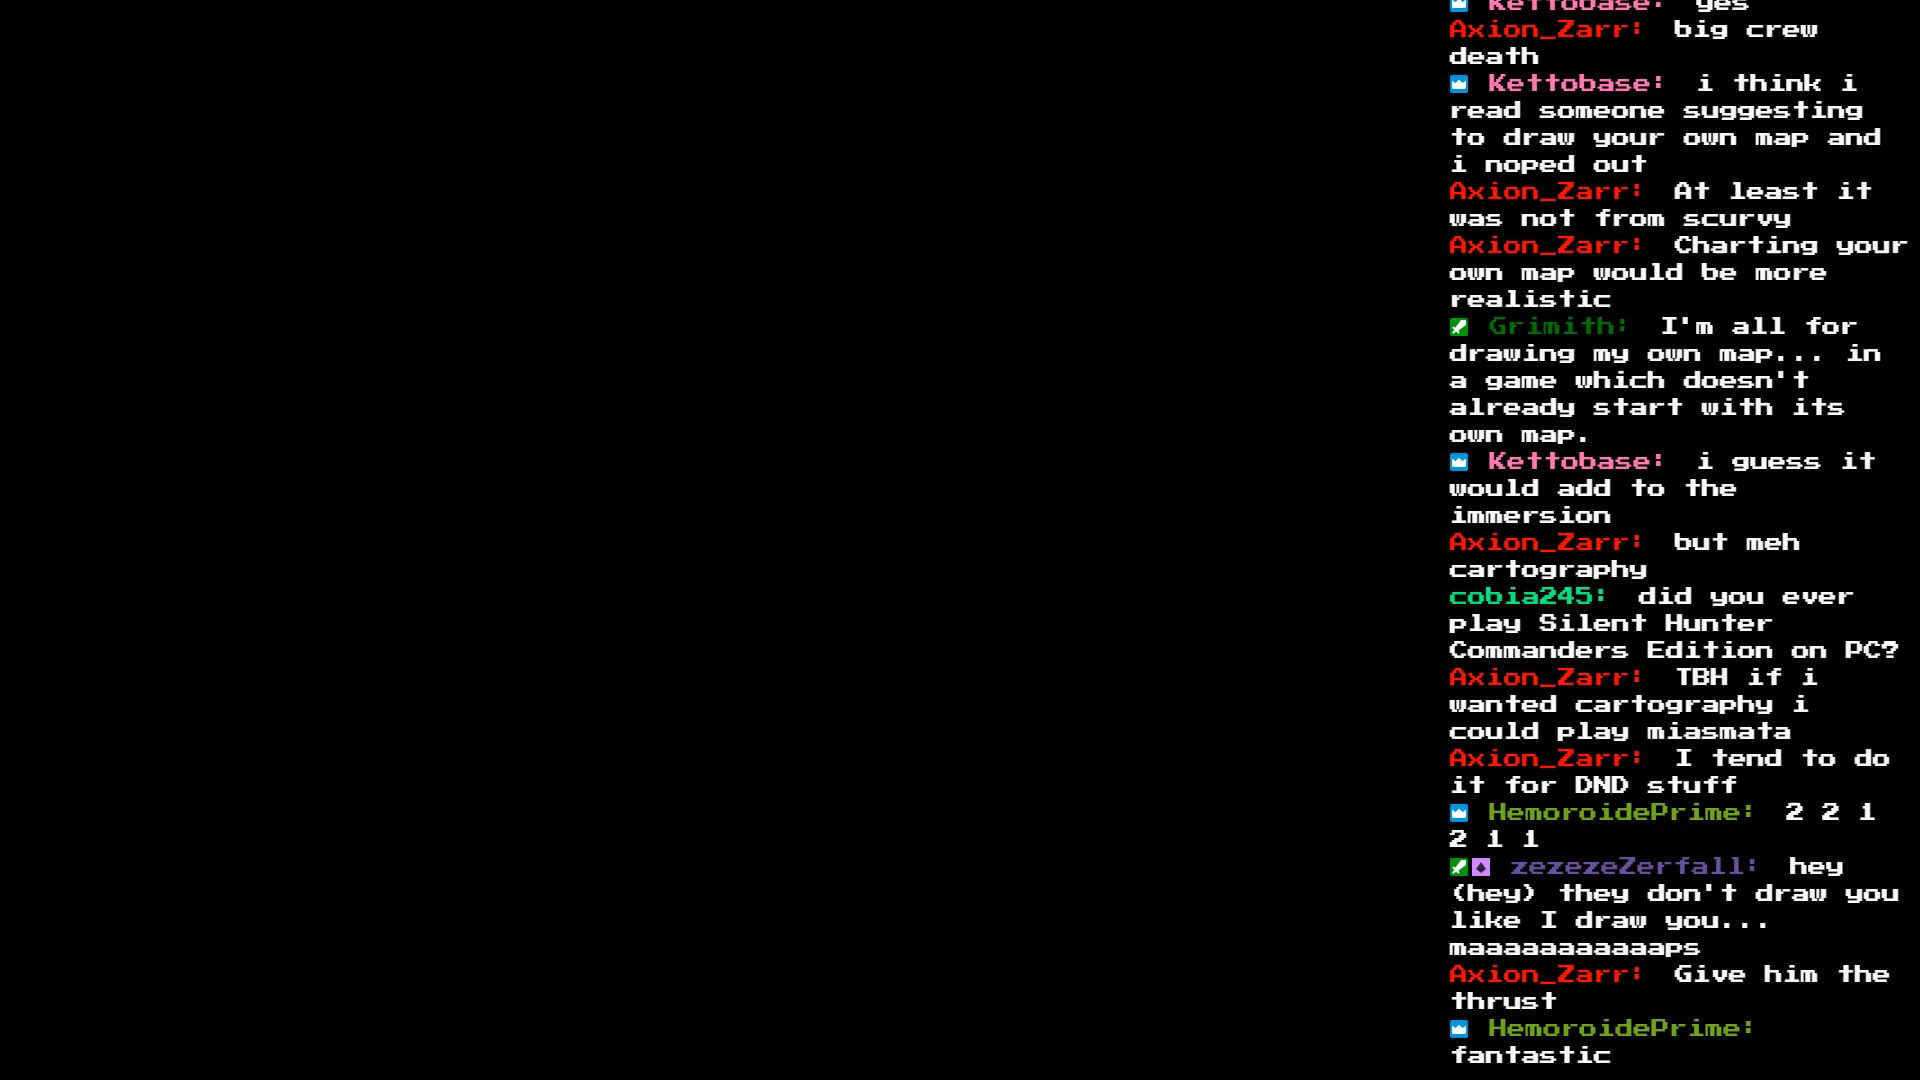 Kettobase: yes
Axion_Zarr: big crew
death
Kettobase: i think i
read someone suggesting
to draw your own map and
i noped out
Axion_Zarr: At least it
was not from scurvy
Axion_Zarr: Charting your
own map would be more
realistic
Grimith: I'm all for
drawing my own map... in
a game which doesn't
already start with its
own map.
Kettobase: i guess it
would add to the
immersion
Axion_Zarr: but meh
cartography
cobia245: did you ever
play Silent Hunter
Commanders Edition on PC?
Axion_Zarr: TBH if i
wanted cartography i
could play miasmata
Axion_Zarr: I tend to do
it for DND stuff
HemoroidePrime: 2 2 1
2 1 1
zezezeZerfall: hey
(hey) they don't draw you
like I draw you...
maaaaaaaaaaaps
Axion_Zarr: Give him the
thrust
HemoroidePrime:
fantastic